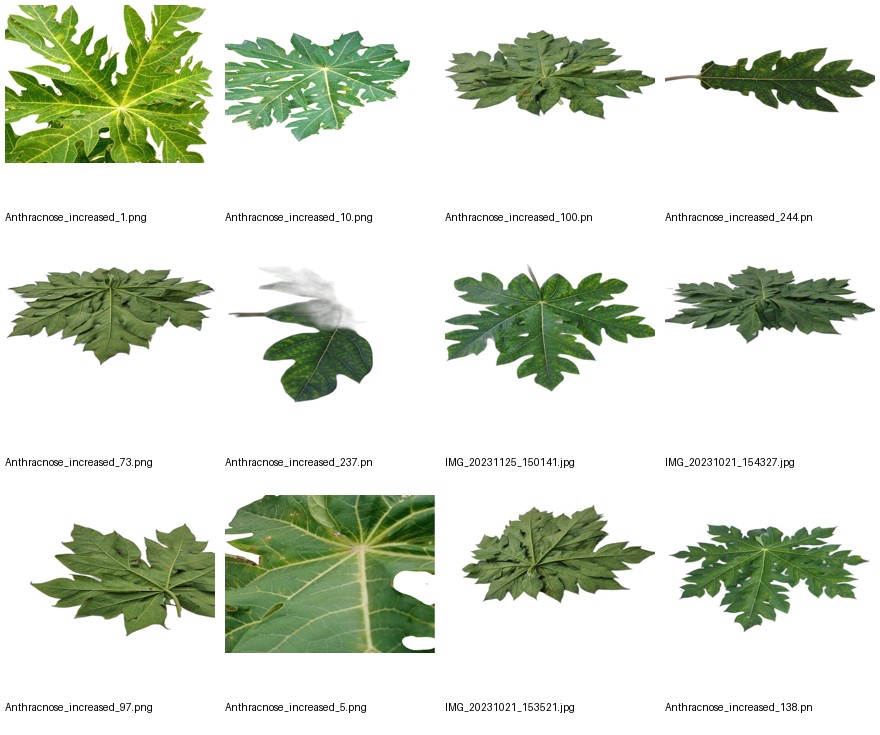 Anthracnose_increased_1.png
Anthracnose_increased_10.png
Anthracnose_increased_100.pn
Anthracnose_increased_244.pn
Anthracnose_increased_73.png
Anthracnose_increased_237.pn
IMG_20231125_150141.jpg
IMG_20231021_154327.jpg
Anthracnose_increased_97.png
Anthracnose_increased_5.png
IMG_20231021_153521.jpg
Anthracnose_increased_138.pn